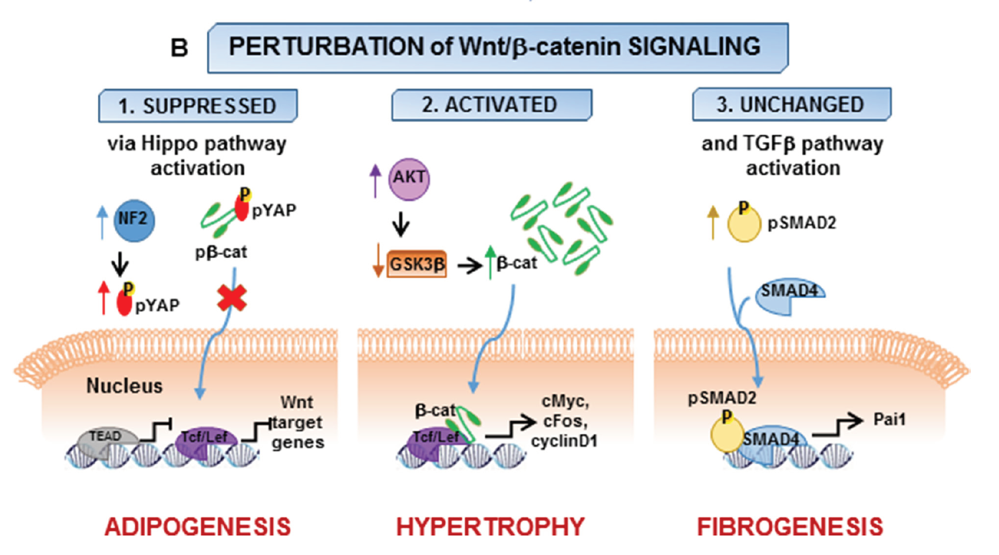 B
PERTURBATION of Wnt/β-catenin SIGNALING
1. SUPPRESSED
via Hippo pathway
activation
NF2
P
pYAP
pβ-cat
P
pYAP
Nucleus
TEAD
Tcf/Lef
Wnt
target
genes
ADIPOGENESIS
2. ACTIVATED
AKT
GSK3β
β-cat
β-cat
Tcf/Lef
cMyc,
cFos,
cyclinD1
HYPERTROPHY
3. UNCHANGED
and TGFβ pathway
activation
P
pSMAD2
SMAD4
pSMAD2
P
SMAD4
Pai1
FIBROGENESIS